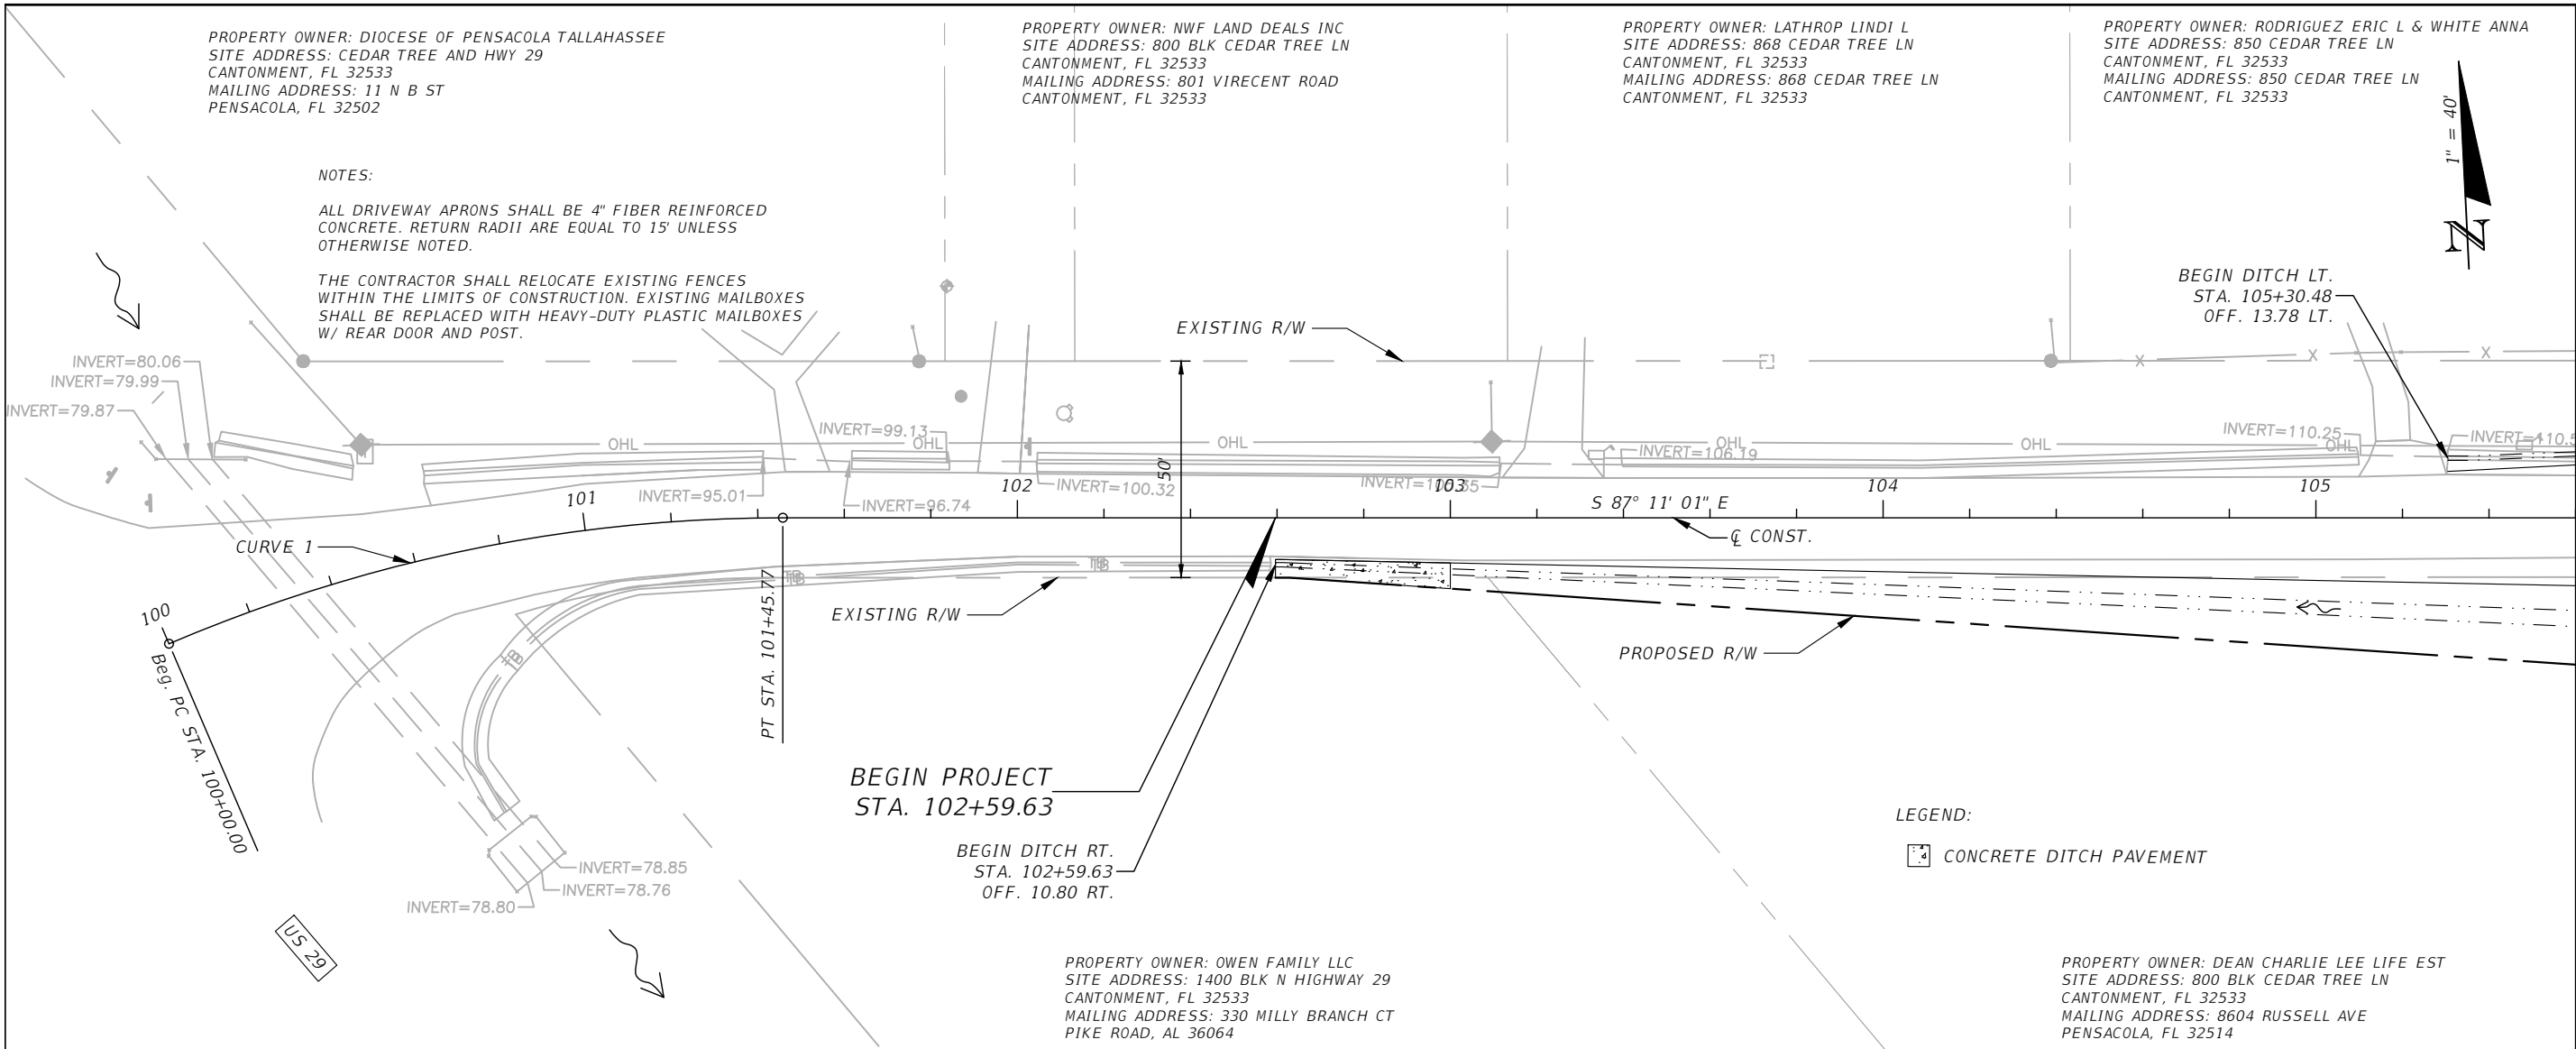 PROPERTY OWNER: DIOCESE OF PENSACOLA TALLAHASSEE
SITE ADDRESS: CEDAR TREE AND HWY 29
CANTONMENT, FL 32533
MAILING ADDRESS: 11 N B ST
PENSACOLA, FL 32502
PROPERTY OWNER: NWF LAND DEALS INC
SITE ADDRESS: 800 BLK CEDAR TREE LN
CANTONMENT, FL 32533
MAILING ADDRESS: 801 VIRECENT ROAD
CANTONMENT, FL 32533
PROPERTY OWNER: LATHROP LINDI L
SITE ADDRESS: 868 CEDAR TREE LN
CANTONMENT, FL 32533
MAILING ADDRESS: 868 CEDAR TREE LN
CANTONMENT, FL 32533
PROPERTY OWNER: RODRIGUEZ ERIC L & WHITE ANNA
SITE ADDRESS: 850 CEDAR TREE LN
CANTONMENT, FL 32533
MAILING ADDRESS: 850 CEDAR TREE LN
CANTONMENT, FL 32533
1" = 40'
N
NOTES:
ALL DRIVEWAY APRONS SHALL BE 4" FIBER REINFORCED
CONCRETE. RETURN RADII ARE EQUAL TO 15' UNLESS
OTHERWISE NOTED.
THE CONTRACTOR SHALL RELOCATE EXISTING FENCES
WITHIN THE LIMITS OF CONSTRUCTION. EXISTING MAILBOXES
SHALL BE REPLACED WITH HEAVY-DUTY PLASTIC MAILBOXES
W/ REAR DOOR AND POST.
BEGIN DITCH LT.
STA. 105+30.48
OFF. 13.78 LT.
EXISTING R/W
INVERT=80.06
INVERT=79.99
INVERT=79.87
X
X
X
OHL
INVERT=99.13
OHL
OHL
OHL
OHL
INVERT=110.25
OHL
INVERT=106.19
INVERT=95.01
INVERT=96.74
INVERT=100.32
50'
101
102
103
104
105
S 87° 11' 01" E
CURVE 1
℄ CONST.
TB
TB
TB
100
Beg. PC STA. 100+00.00
PT STA. 101+45.77
EXISTING R/W
PROPOSED R/W
BEGIN PROJECT
STA. 102+59.63
BEGIN DITCH RT.
STA. 102+59.63
OFF. 10.80 RT.
LEGEND:
CONCRETE DITCH PAVEMENT
INVERT=78.85
INVERT=78.76
INVERT=78.80
US 29
PROPERTY OWNER: OWEN FAMILY LLC
SITE ADDRESS: 1400 BLK N HIGHWAY 29
CANTONMENT, FL 32533
MAILING ADDRESS: 330 MILLY BRANCH CT
PIKE ROAD, AL 36064
PROPERTY OWNER: DEAN CHARLIE LEE LIFE EST
SITE ADDRESS: 800 BLK CEDAR TREE LN
CANTONMENT, FL 32533
MAILING ADDRESS: 8604 RUSSELL AVE
PENSACOLA, FL 32514